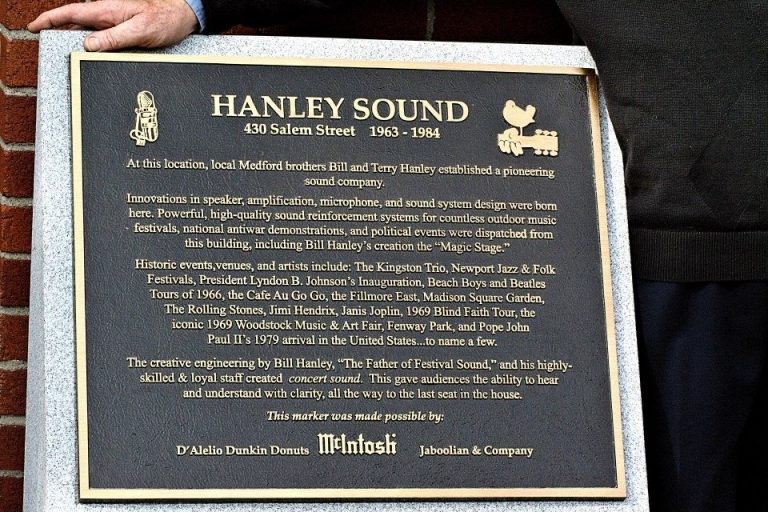 HANLEY SOUND
430 Salem Street 1963 - 1984
At this location, local Medford brothers Bill and Terry Hanley established a pioneering
sound company.
Innovations in speaker, amplification, microphone, and sound system design were born
here. Powerful, high-quality sound reinforcement systems for countless outdoor music
festivals, national antiwar demonstrations, and political events were dispatched from
this building, including Bill Hanley's creation the “Magic Stage.”
Historic events,venues, and artists include: The Kingston Trio, Newport Jazz & Folk
Festivals, President Lyndon B. Johnson's Inauguration, Beach Boys and Beatles
Tours of 1966, the Cafe Au Go Go, the Fillmore East, Madison Square Garden,
The Rolling Stones, Jimi Hendrix, Janis Joplin, 1969 Blind Faith Tour, the
iconic 1969 Woodstock Music & Art Fair, Fenway Park, and Pope John
Paul II's 1979 arrival in the United States...to name a few.
The creative engineering by Bill Hanley, “The Father of Festival Sound,” and his highly-
skilled & loyal staff created concert sound. This gave audiences the ability to hear
and understand with clarity, all the way to the last seat in the house.
This marker was made possible by:
D'Alelio Dunkin Donuts McIntosh Jaboolian & Company